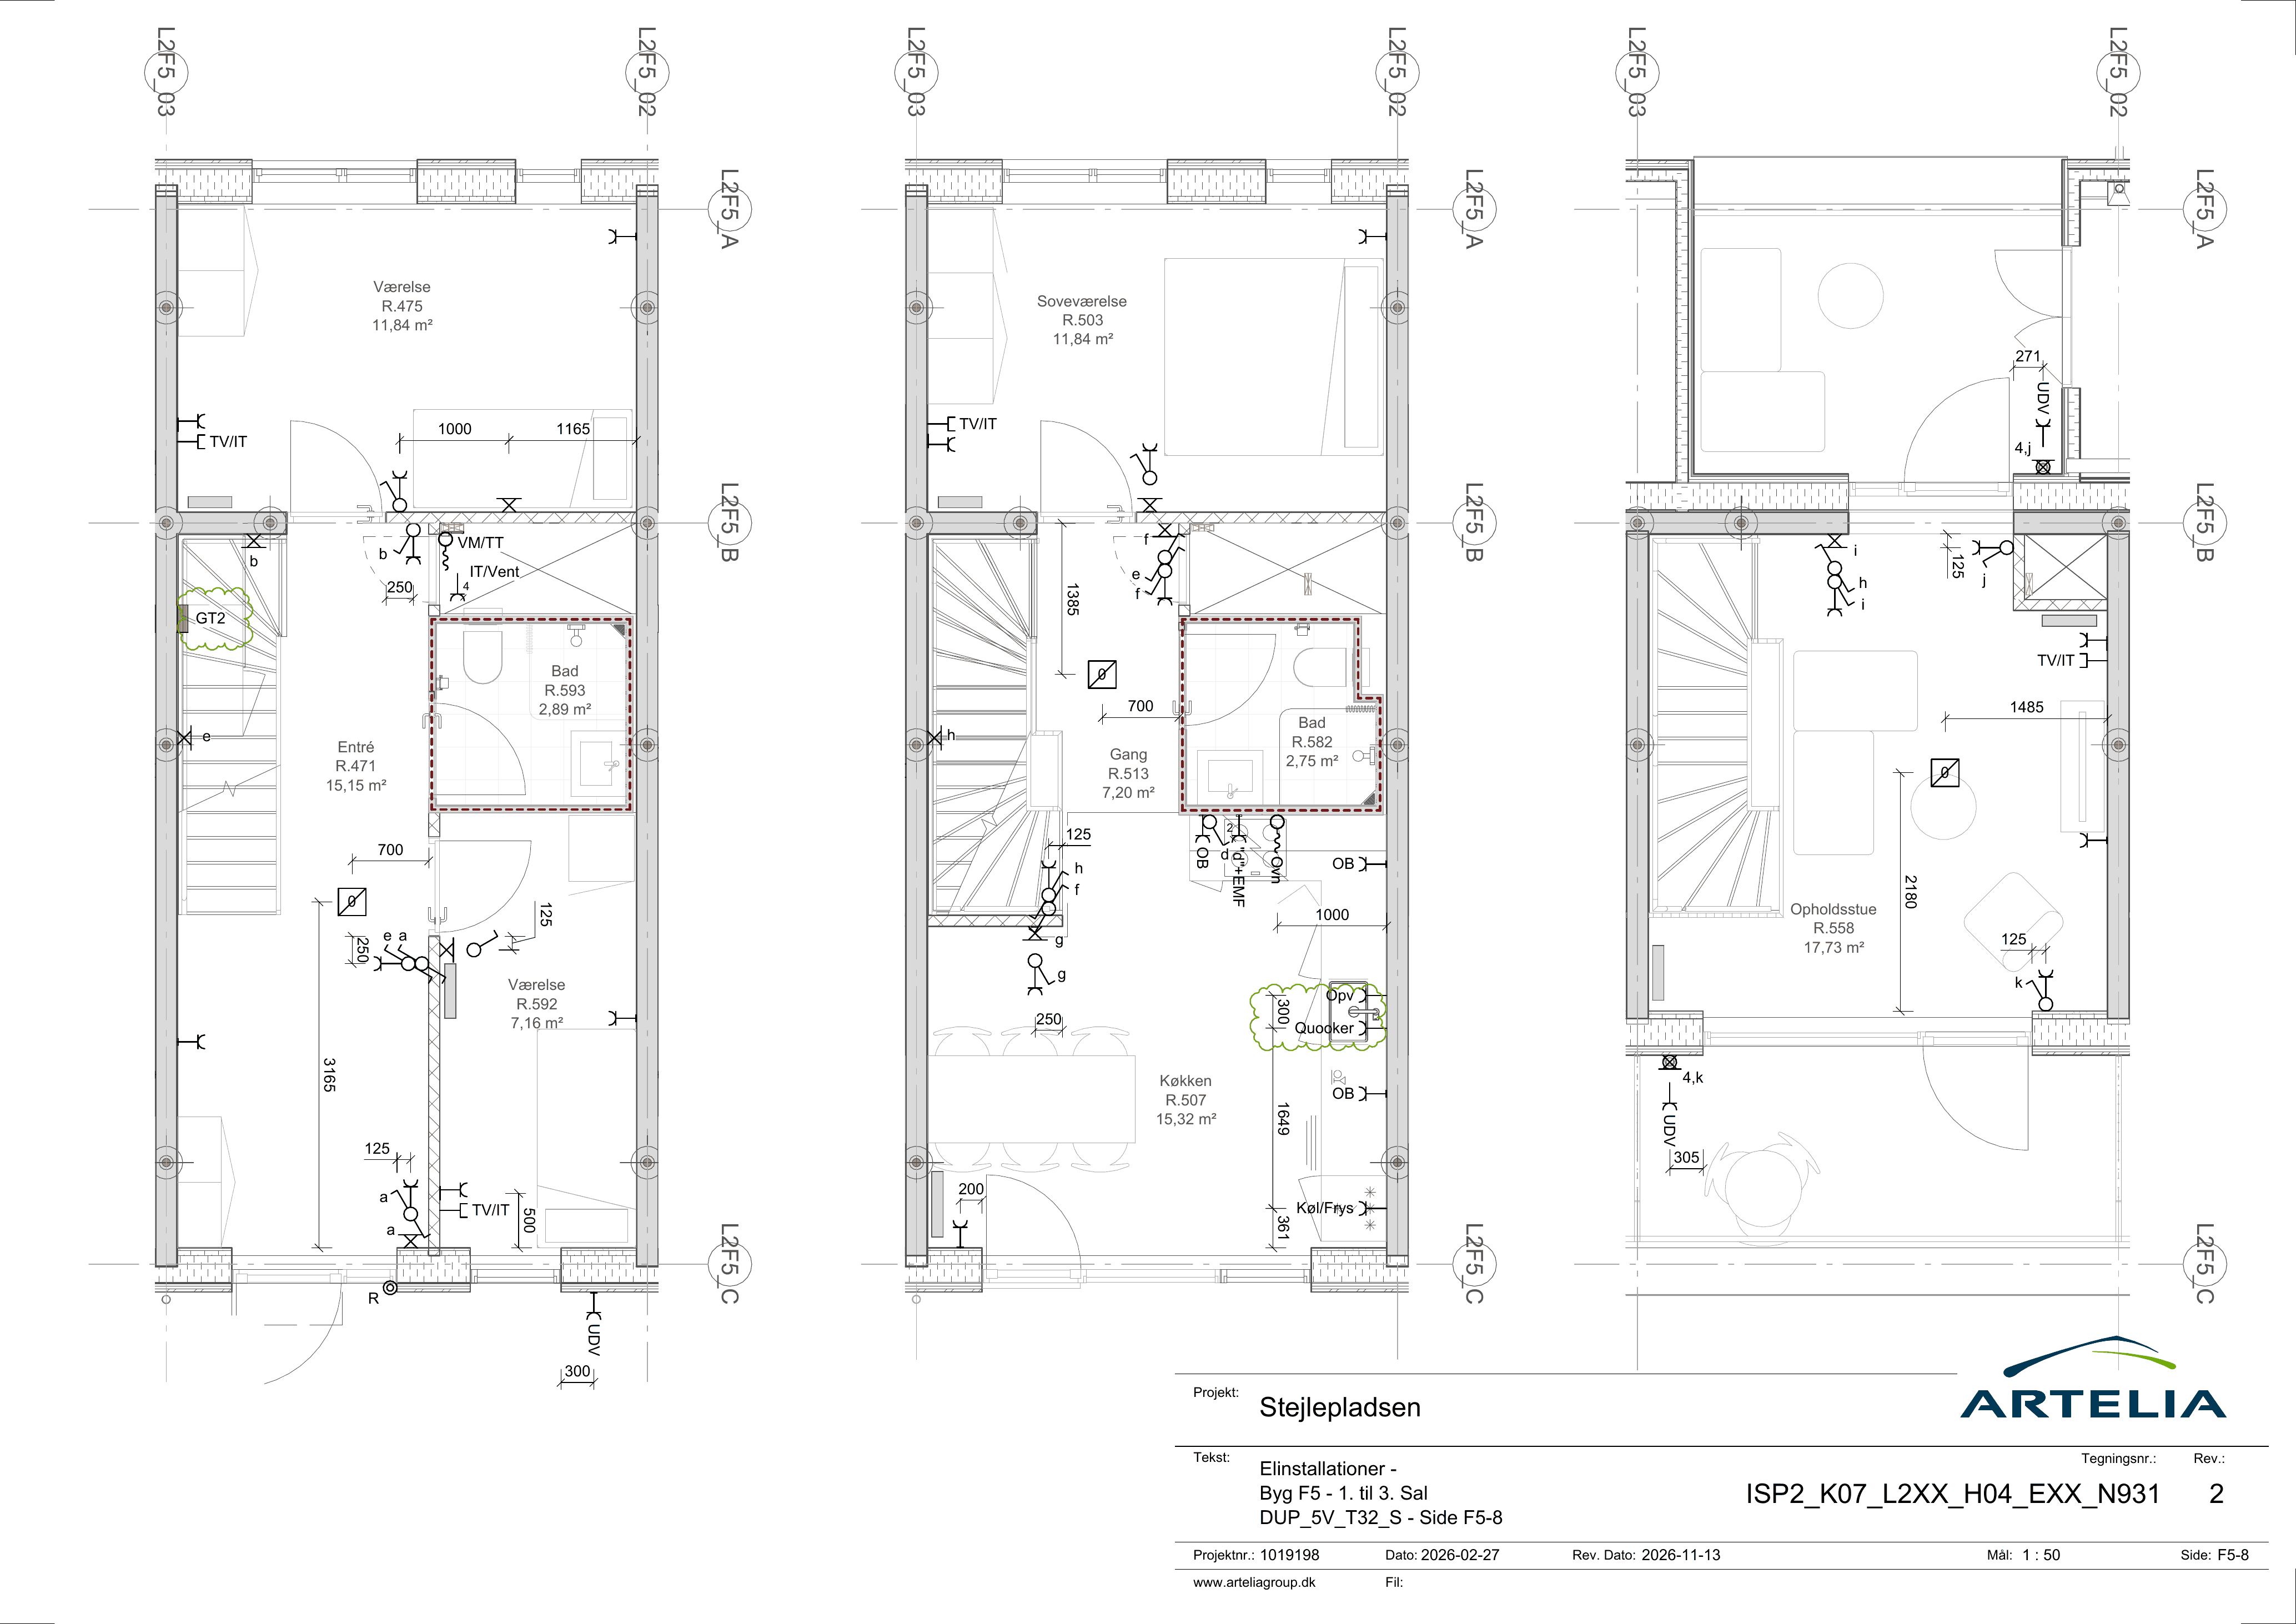 L2F5_03
L2F5_02
L2F5_03
L2F5_02
L2F5_03
L2F5_02
L2F5_A
L2F5_A
L2F5_A
Værelse
R.475
11,84 m²
TV/IT
1000
1165
b
b
VM/TT
IT/Vent
4
250
GT2
L2F5_B
Bad
R.593
2,89 m²
e
Entré
R.471
15,15 m²
700
0
e a
250
125
Værelse
R.592
7,16 m²
3165
125
a
a
TV/IT
500
R
UDV
300
L2F5_C
Soveværelse
R.503
11,84 m²
TV/IT
f
e
f
1385
L2F5_B
0
700
h
Gang
R.513
7,20 m²
Bad
R.582
2,75 m²
125
h
f
g
g
250
OB
d
2
"d"+EMF
Ovn
OB
1000
Opv
300
Quooker
Køkken
R.507
15,32 m²
OB
1649
200
Køl/Frys
361
L2F5_C
271
UDV
4,j
L2F5_B
i
h
i
125
j
TV/IT
1485
0
2180
Opholdsstue
R.558
17,73 m²
125
k
4,k
UDV
305
L2F5_C
ARTELIA
Projekt:
Stejlepladsen
Tekst:
Elinstallationer -
Byg F5 - 1. til 3. Sal
DUP_5V_T32_S - Side F5-8
Tegningsnr.: Rev.:
ISP2_K07_L2XX_H04_EXX_N931 2
Projektnr.: 1019198 Dato: 2026-02-27 Rev. Dato: 2026-11-13 Mål: 1 : 50 Side: F5-8
www.arteliagroup.dk Fil: